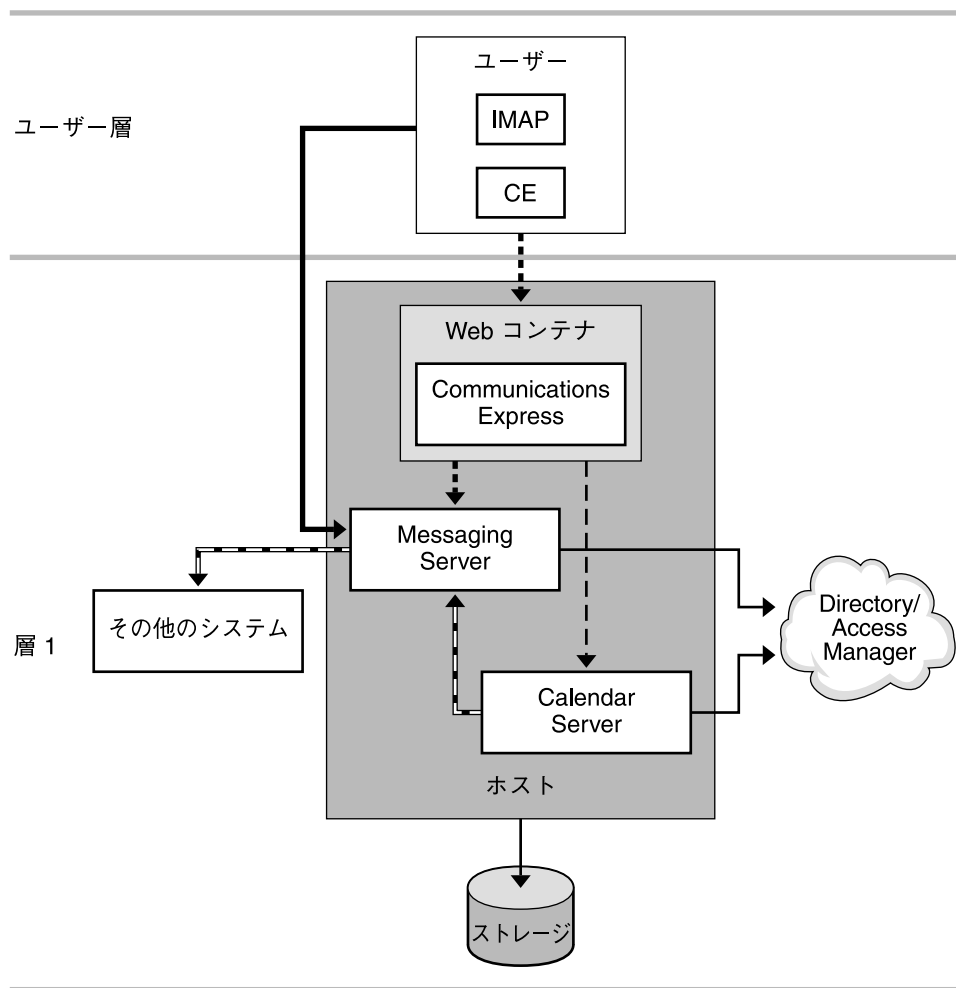 ユーザー
ユーザー層
IMAP
CE
Web コンテナ
Communications
Express
Messaging
Server
その他のシステム
層 1
Directory/
Access
Manager
Calendar
Server
ホスト
ストレージ